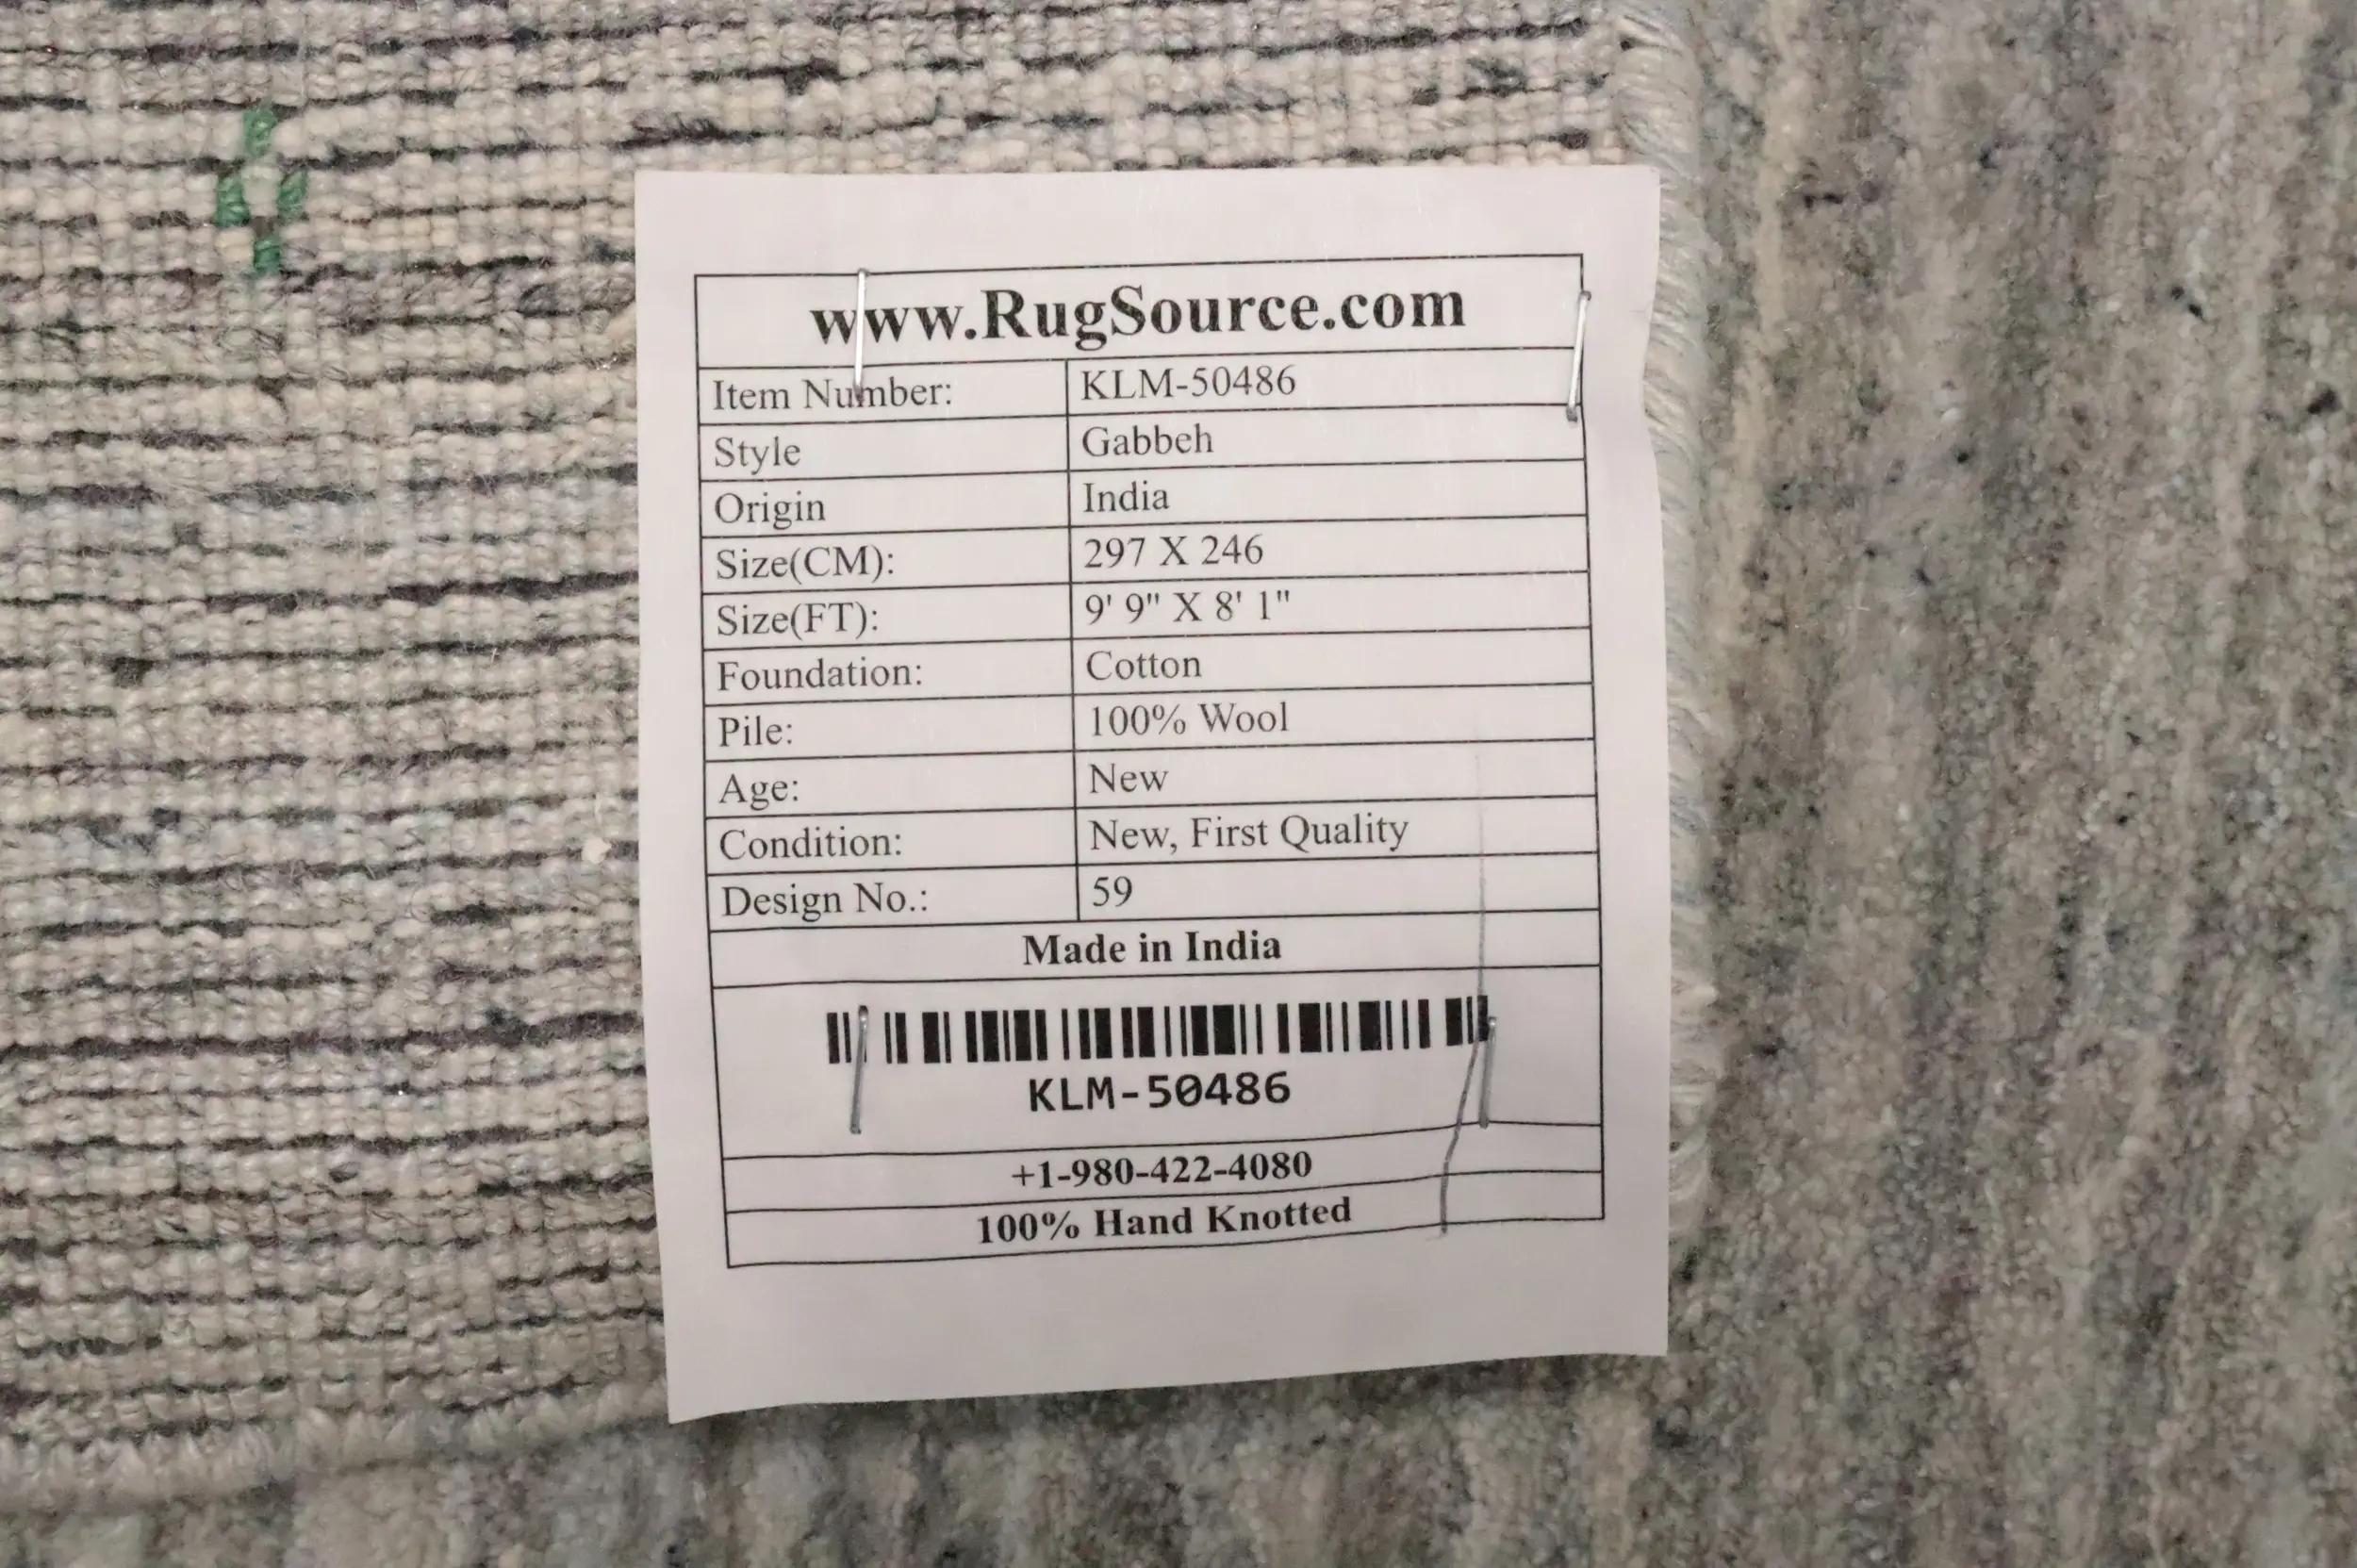 www.RugSource.com
Item Number: KLM-50486
Style Gabbeh
Origin India
Size(CM): 297 X 246
Size(FT): 9' 9" X 8' 1"
Foundation: Cotton
Pile: 100% Wool
Age: New
Condition: New, First Quality
Design No.: 59
Made in India
KLM-50486
+1-980-422-4080
100% Hand Knotted